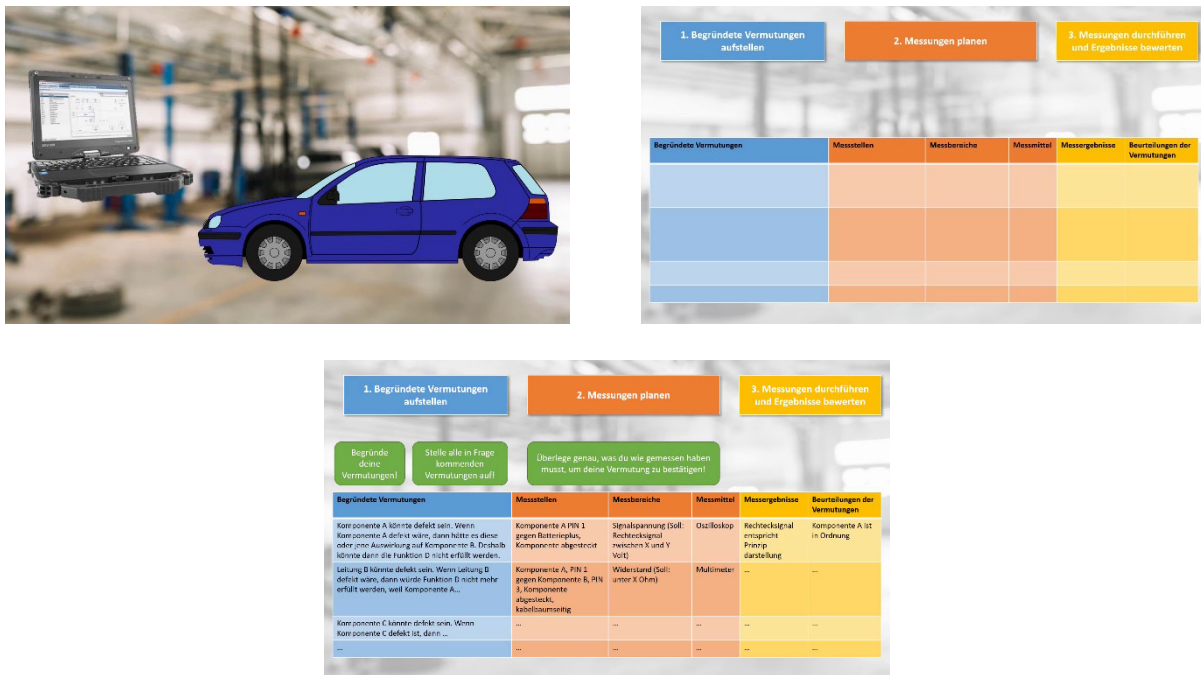 1. Begründete Vermutungen
aufstellen
2. Messungen planen
3. Messungen durchführen
und Ergebnisse bewerten
Begründete Vermutungen
Messstellen
Messbereiche
Messmittel
Messergebnisse
Beurteilungen der
Vermutungen
1. Begründete Vermutungen
aufstellen
2. Messungen planen
3. Messungen durchführen
und Ergebnisse bewerten
Begründe
deine
Vermutungen!
Stelle alle in Frage
kommenden
Vermutungen auf!
Überlege genau, was du wie gemessen haben
musst, um deine Vermutung zu bestätigen!
Begründete Vermutungen
Messstellen
Messbereiche
Messmittel
Messergebnisse
Beurteilungen der
Vermutungen
Komponente A könnte defekt sein. Wenn
Komponente A defekt wäre, dann hätte es diese
oder jene Auswirkung auf Komponente B. Deshalb
könnte dann die Funktion D nicht erfüllt werden.
Komponente A PIN 1
gegen Batterieplus,
Komponente abgesteckt
Signalspannung (Soll:
Rechtecksignal
zwischen X und Y
Volt)
Oszilloskop
Rechtecksignal
entspricht
Prinzip
darstellung
Komponente A ist
in Ordnung
Leitung B könnte defekt sein. Wenn Leitung B
defekt wäre, dann würde Funktion D nicht mehr
erfüllt werden, weil Komponente A...
Komponente A, PIN 1
gegen Komponente B, PIN
3, Komponente
abgesteckt,
kabelbaumseitig
Widerstand (Soll:
unter X Ohm)
Multimeter
...
...
Komponente C könnte defekt sein. Wenn
Komponente C defekt ist, dann ...
...
...
...
...
...
...
...
...
...
...
...